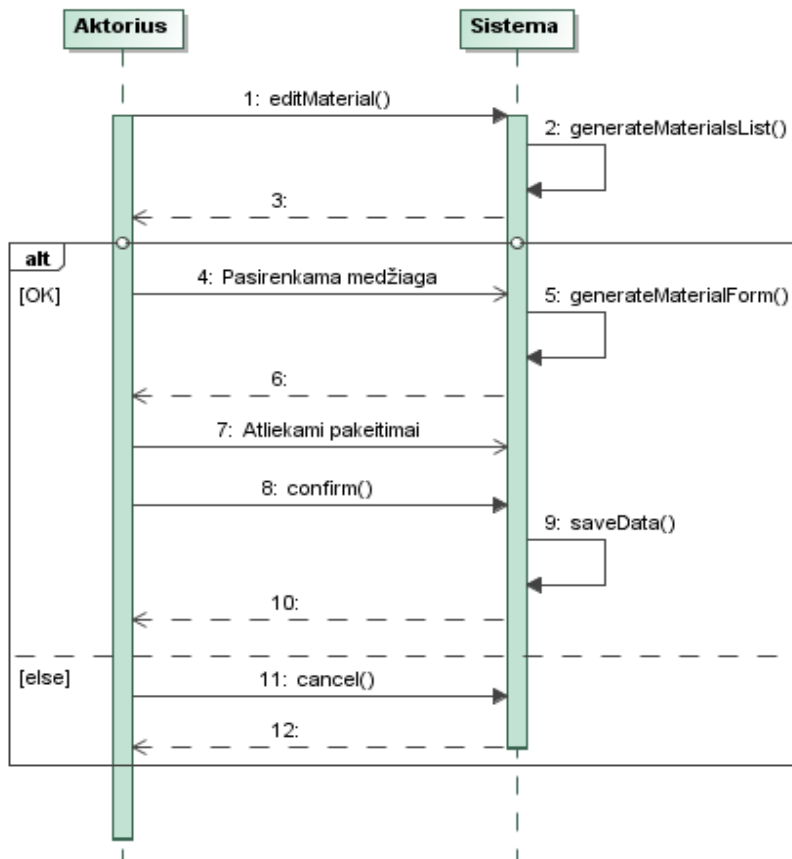 Aktorius
Sistema
1: editMaterial()
2: generateMaterialsList()
3:
alt
[OK]
4: Pasirenkama medžiaga
5: generateMaterialForm()
6:
7: Atliekami pakeitimai
8: confirm()
9: saveData()
10:
[else]
11: cancel()
12: